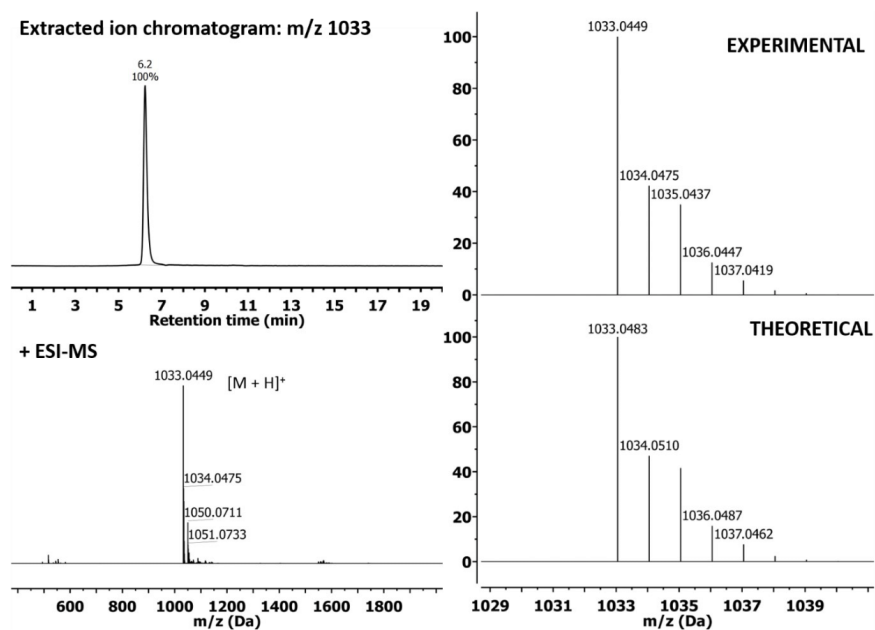 Extracted ion chromatogram: m/z 1033
6.2
100%
1 3 5 7 9 11 13 15 17 19
Retention time (min)
+ ESI-MS
1033.0449
[M + H]+
1034.0475
1050.0711
1051.0733
600 800 1000 1200 1400 1600 1800
m/z (Da)
EXPERIMENTAL
100
80
60
40
20
0
1033.0449
1034.0475
1035.0437
1036.0447
1037.0419
THEORETICAL
100
80
60
40
20
0
1033.0483
1034.0510
1036.0487
1037.0462
1029 1031 1033 1035 1037 1039
m/z (Da)